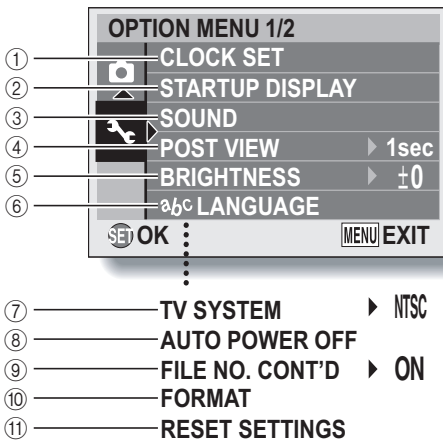 OPTION MENU 1/2
① CLOCK SET
② STARTUP DISPLAY
③ SOUND
④ POST VIEW 1sec
⑤ BRIGHTNESS ±0
⑥ abc LANGUAGE
SET OK MENU EXIT
⑦ TV SYSTEM NTSC
⑧ AUTO POWER OFF
⑨ FILE NO. CONT’D ON
⑩ FORMAT
⑪ RESET SETTINGS